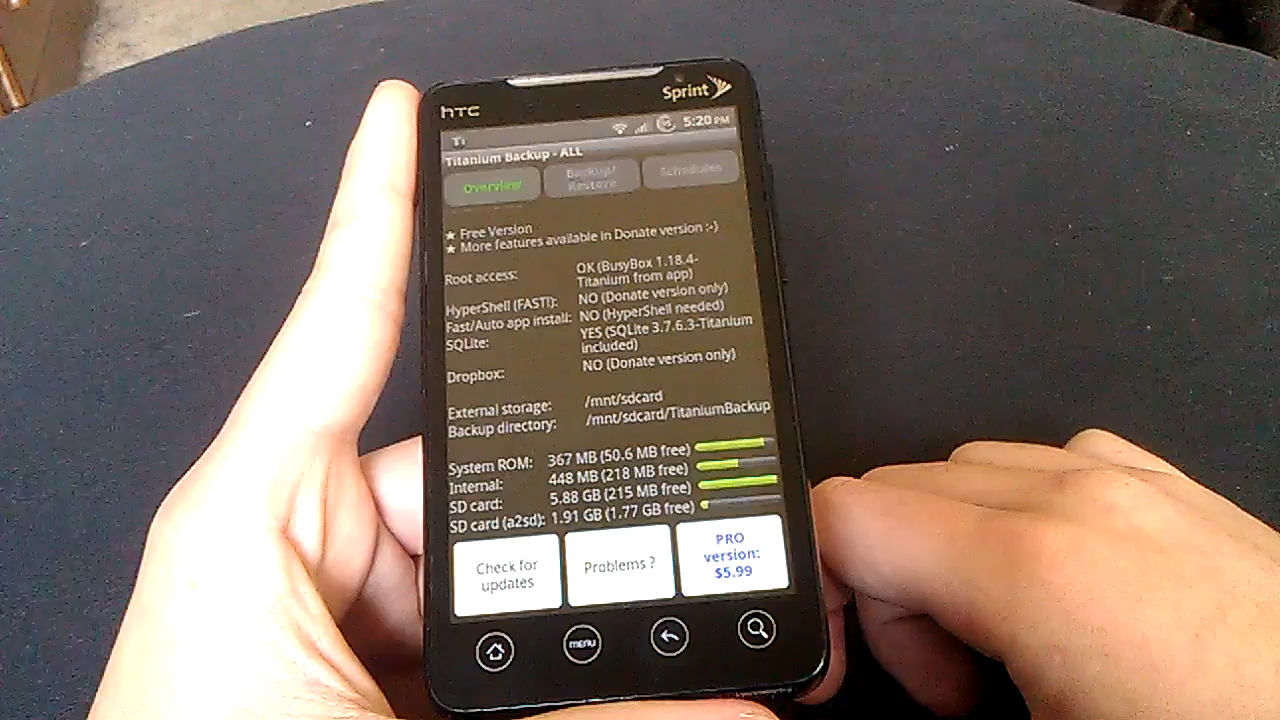 hTC
Sprint
5:20 PM
Titanium Backup - ALL
Overview
Backup/
Restore
Schedules
★ Free Version
★ More features available in Donate version :-)
Root access: OK (BusyBox 1.18.4-
Titanium from app)
HyperShell (FAST!): NO (Donate version only)
Fast/Auto app install: NO (HyperShell needed)
SQLite: YES (SQLite 3.7.6.3-Titanium
included)
Dropbox: NO (Donate version only)
External storage: /mnt/sdcard
Backup directory: /mnt/sdcard/TitaniumBackup
System ROM: 367 MB (50.6 MB free)
Internal: 448 MB (218 MB free)
SD card: 5.88 GB (215 MB free)
SD card (a2sd): 1.91 GB (1.77 GB free)
Check for
updates
Problems ?
PRO
version:
$5.99
menu